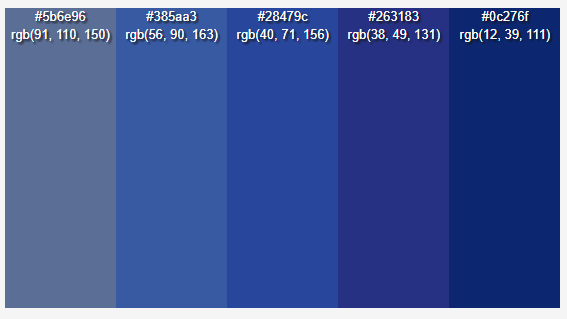 #5b6e96 #385aa3 #28479c #263183 #0c276f
rgb(91, 110, 150) rgb(56, 90, 163) rgb(40, 71, 156) rgb(38, 49, 131) rgb(12, 39, 111)